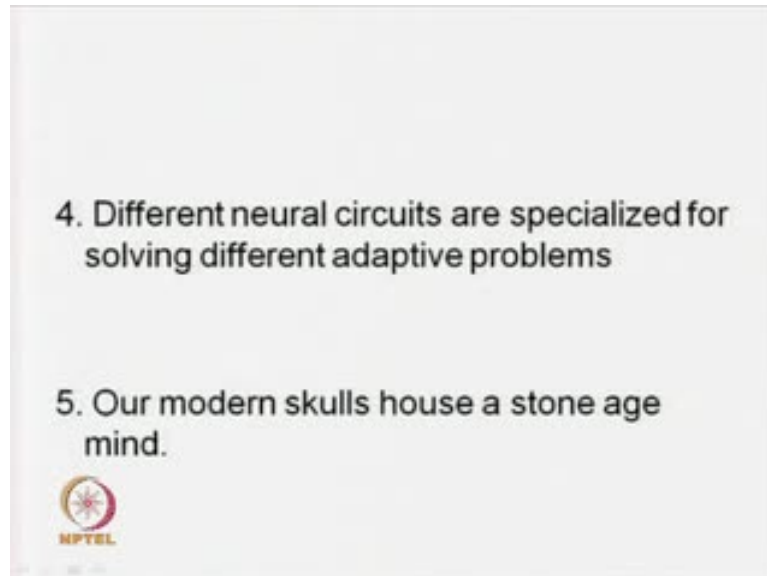 4. Different neural circuits are specialized for
solving different adaptive problems
5. Our modern skulls house a stone age
mind.
NPTEL